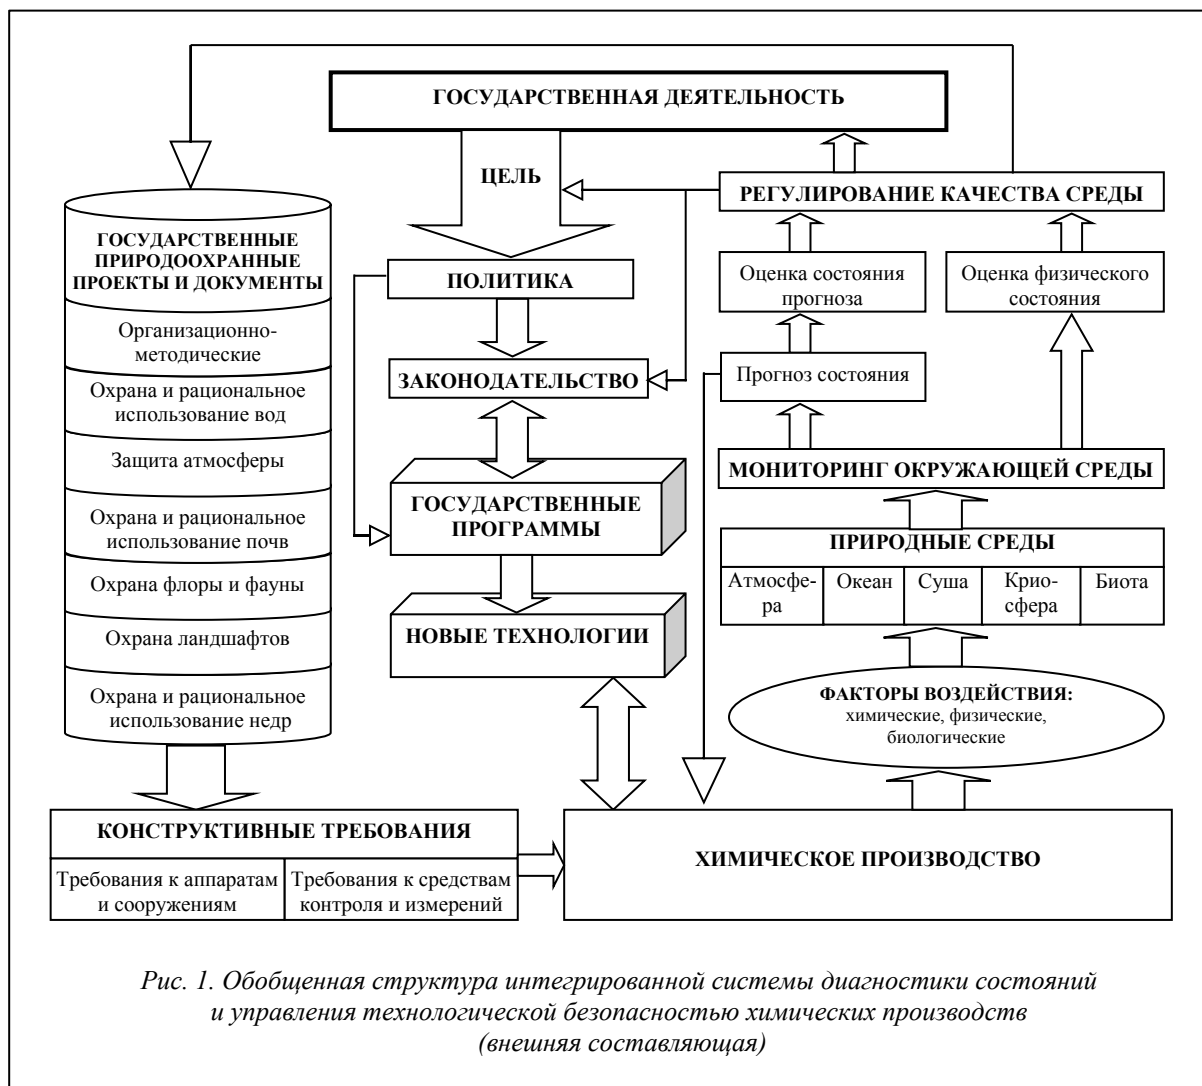 ГОСУДАРСТВЕННАЯ ДЕЯТЕЛЬНОСТЬ
ЦЕЛЬ
РЕГУЛИРОВАНИЕ КАЧЕСТВА СРЕДЫ
ГОСУДАРСТВЕННЫЕ
ПРИРОДООХРАННЫЕ
ПРОЕКТЫ И ДОКУМЕНТЫ
Организационно-
методические
Охрана и рациональное
использование вод
Защита атмосферы
Охрана и рациональное
использование почв
Охрана флоры и фауны
Охрана ландшафтов
Охрана и рациональное
использование недр
ПОЛИТИКА
ЗАКОНОДАТЕЛЬСТВО
ГОСУДАРСТВЕННЫЕ
ПРОГРАММЫ
НОВЫЕ ТЕХНОЛОГИИ
Оценка состояния
прогноза
Оценка физического
состояния
Прогноз состояния
МОНИТОРИНГ ОКРУЖАЮЩЕЙ СРЕДЫ
ПРИРОДНЫЕ СРЕДЫ
Атмосфе-
ра
Океан
Суша
Крио-
сфера
Биота
ФАКТОРЫ ВОЗДЕЙСТВИЯ:
химические, физические,
биологические
КОНСТРУКТИВНЫЕ ТРЕБОВАНИЯ
Требования к аппаратам
и сооружениям
Требования к средствам
контроля и измерений
ХИМИЧЕСКОЕ ПРОИЗВОДСТВО
Рис. 1. Обобщенная структура интегрированной системы диагностики состояний
и управления технологической безопасностью химических производств
(внешняя составляющая)